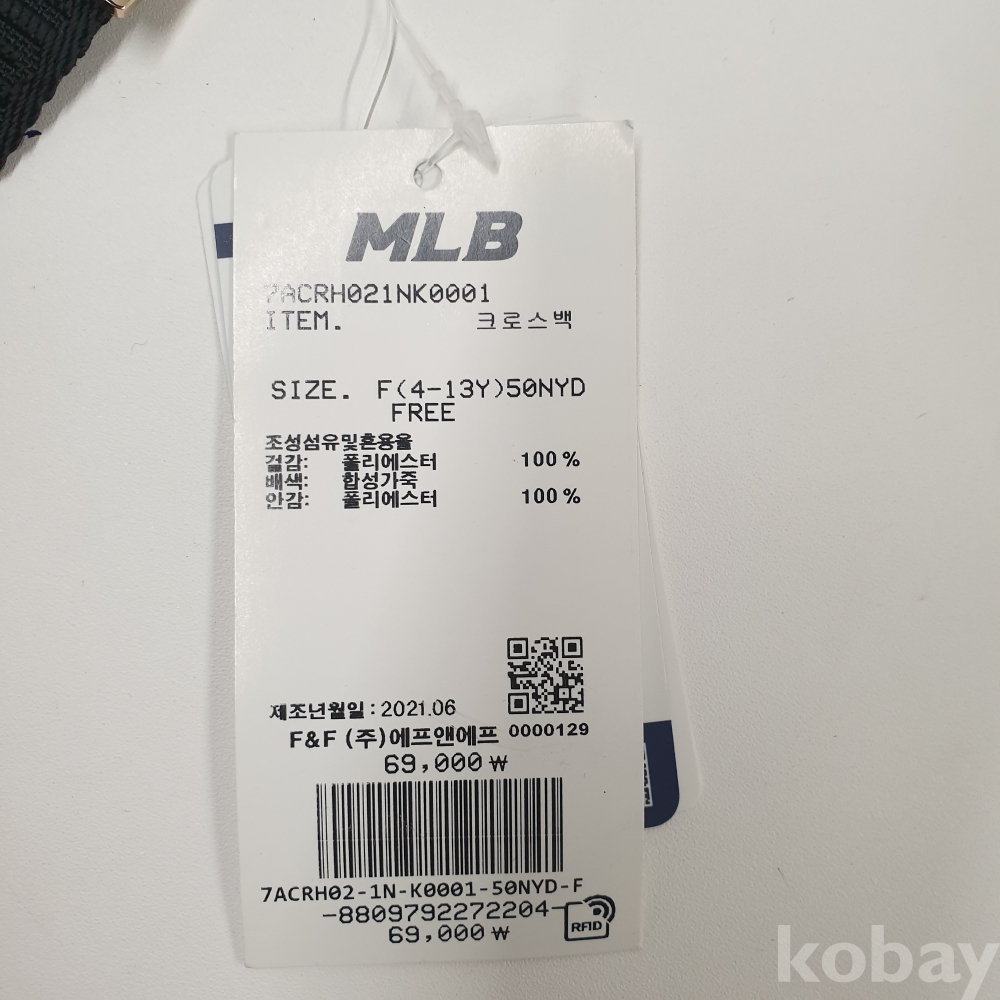 MLB
7ACRH021NK0001
ITEM. 크로스백
SIZE. F(4-13Y)50NYD
FREE
조성섬유및혼용율
겉감: 폴리에스터 100 %
배색: 합성가죽
안감: 폴리에스터 100 %
제조년월일 : 2021.06
F&F (주)에프앤에프 0000129
69,000 ₩
7ACRH02-1N-K0001-50NYD-F
-8809792272204-
69,000 ₩
RFID
kobay